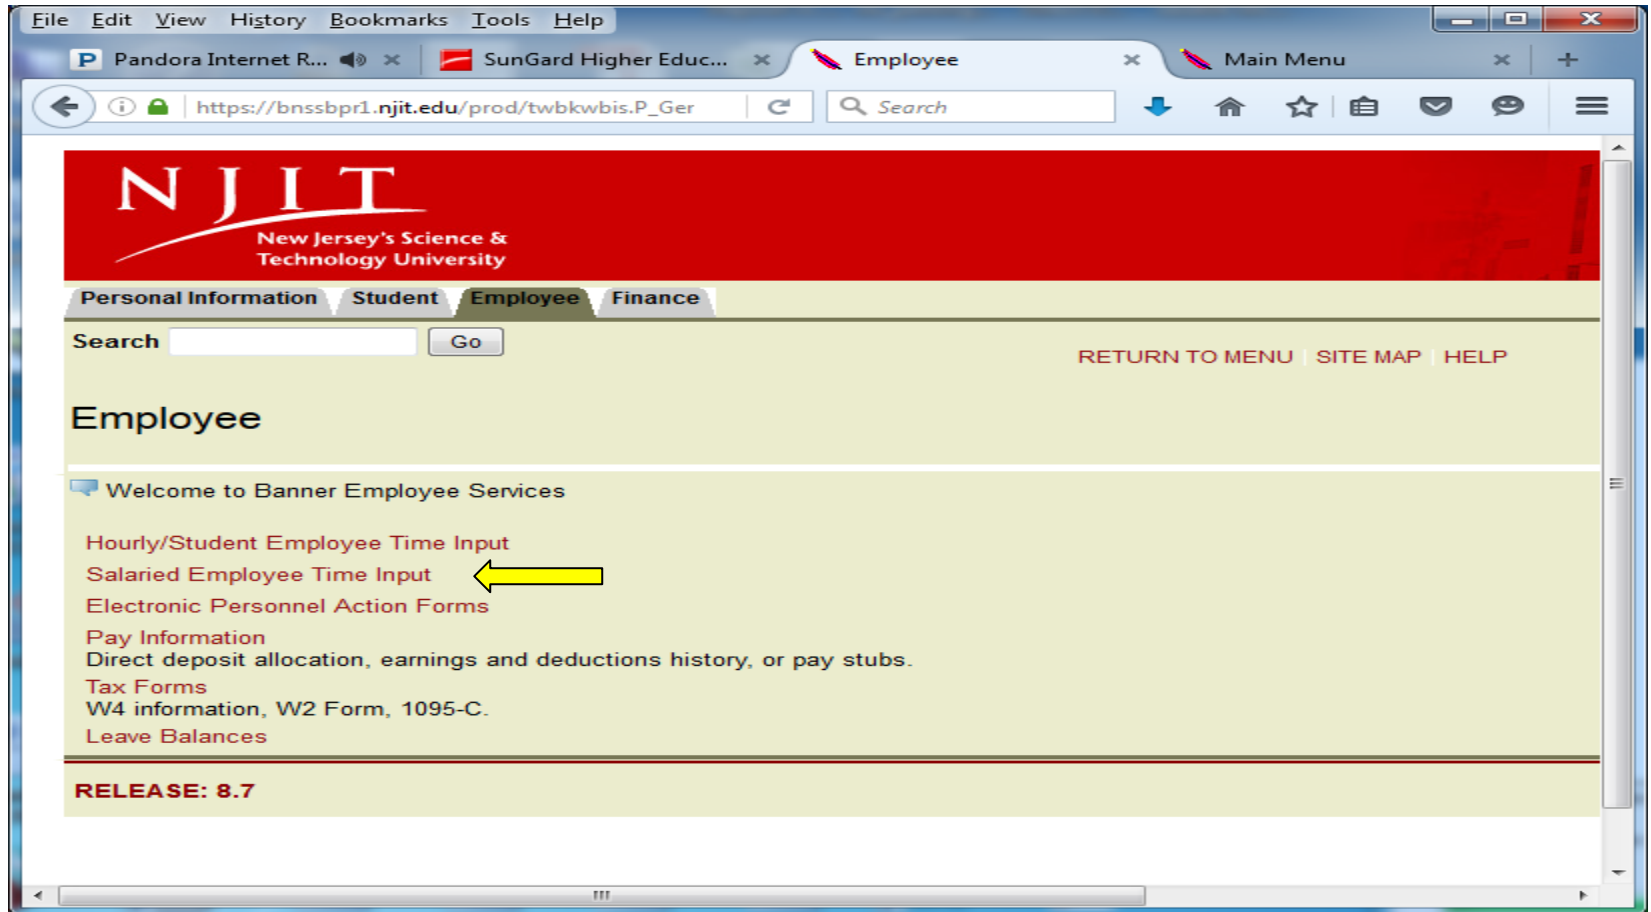 File Edit View History Bookmarks Tools Help
Pandora Internet R... SunGard Higher Educ... Employee Main Menu
https://bnssbpr1.njit.edu/prod/twbkwbis.P_Ger Search
NJIT
New Jersey's Science &
Technology University
Personal Information Student Employee Finance
Search Go
RETURN TO MENU | SITE MAP | HELP
Employee
Welcome to Banner Employee Services
Hourly/Student Employee Time Input
Salaried Employee Time Input
Electronic Personnel Action Forms
Pay Information
Direct deposit allocation, earnings and deductions history, or pay stubs.
Tax Forms
W4 information, W2 Form, 1095-C.
Leave Balances
RELEASE: 8.7